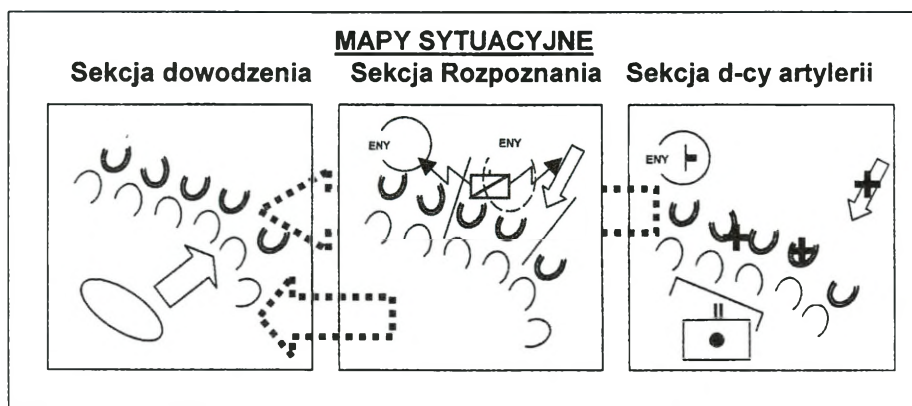 MAPY SYTUACYJNE
Sekcja dowodzenia Sekcja Rozpoznania Sekcja d-cy artylerii
ENY ENY ENY